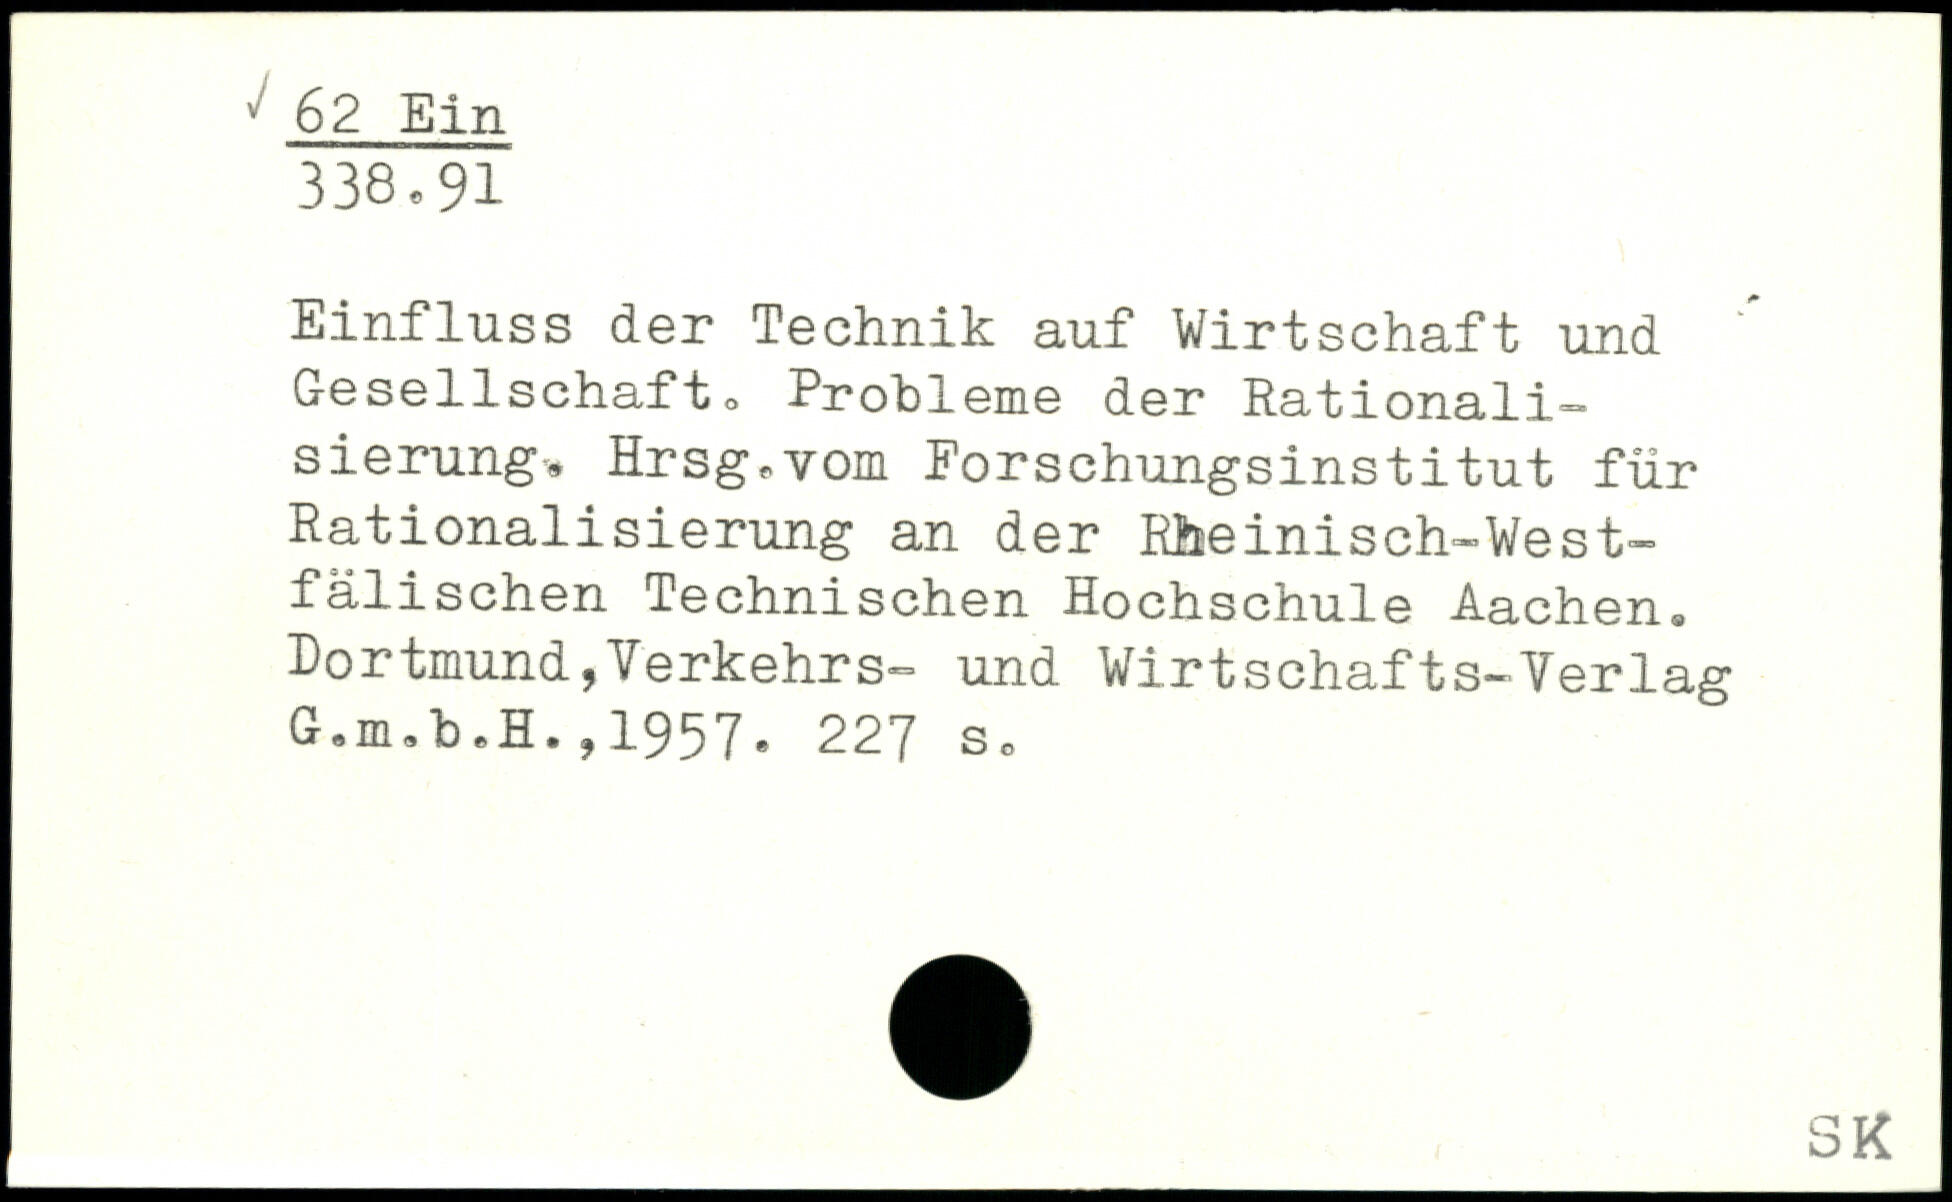 ✓ 62 Ein
338.91
Einfluss der Technik auf Wirtschaft und
Gesellschaft. Probleme der Rationali-
sierung. Hrsg.vom Forschungsinstitut für
Rationalisierung an der Rheinisch-West-
fälischen Technischen Hochschule Aachen.
Dortmund,Verkehrs- und Wirtschafts-Verlag
G.m.b.H.,1957. 227 s.
SK